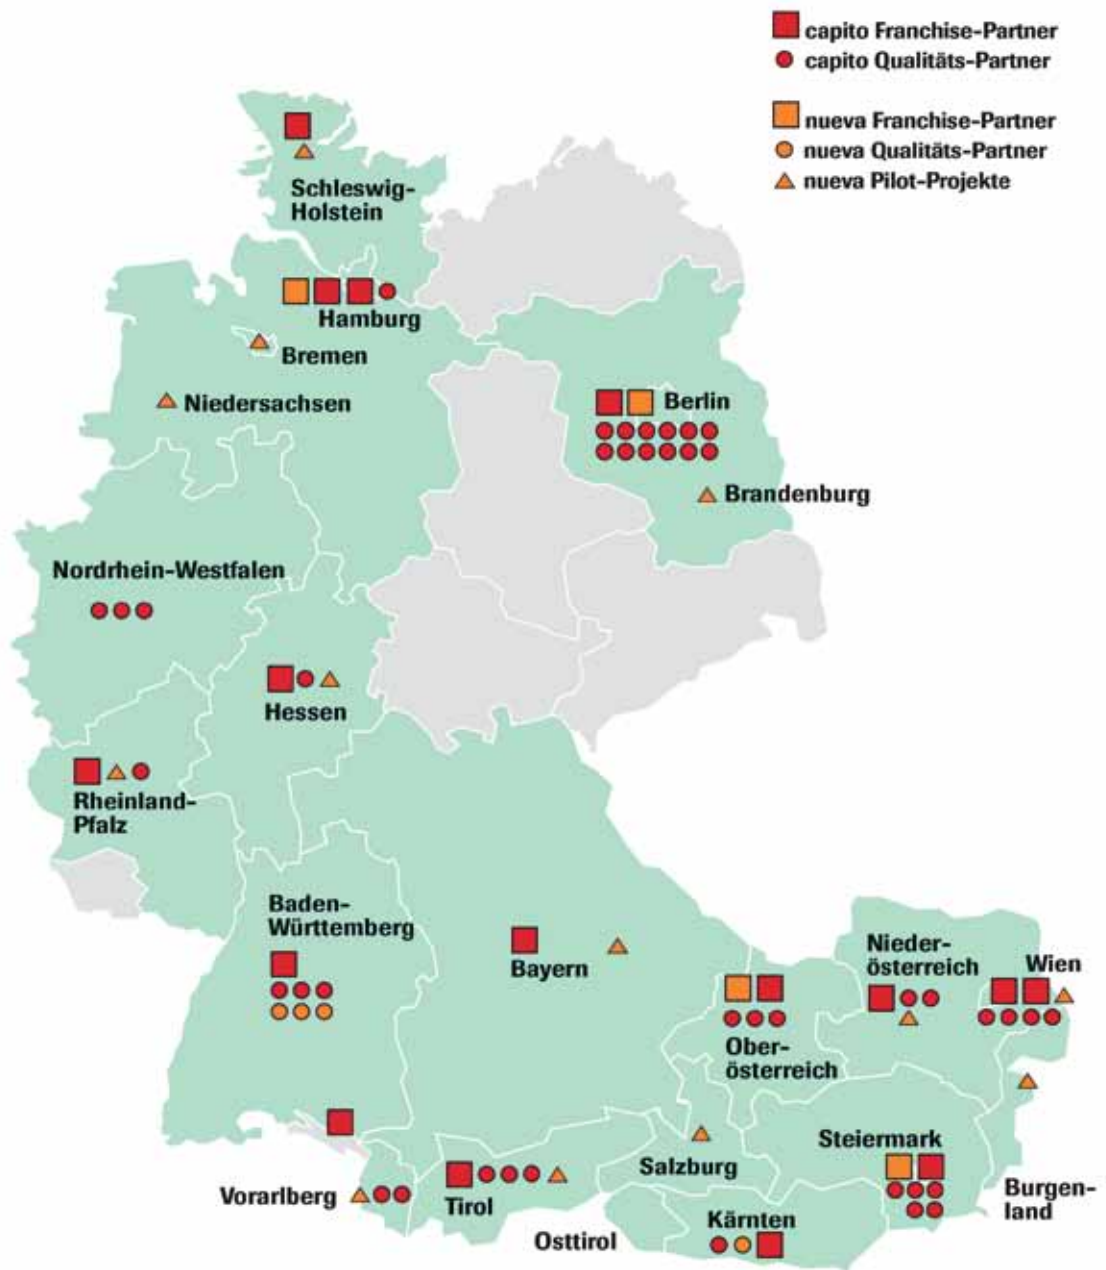 capito Franchise-Partner
capito Qualitäts-Partner
nueva Franchise-Partner
nueva Qualitäts-Partner
nueva Pilot-Projekte
Schleswig-
Holstein
Hamburg
Bremen
Niedersachsen
Berlin
Brandenburg
Nordrhein-Westfalen
Hessen
Rheinland-
Pfalz
Baden-
Württemberg
Bayern
Nieder-
österreich
Wien
Ober-
österreich
Steiermark
Salzburg
Vorarlberg
Tirol
Burgen-
land
Kärnten
Osttirol